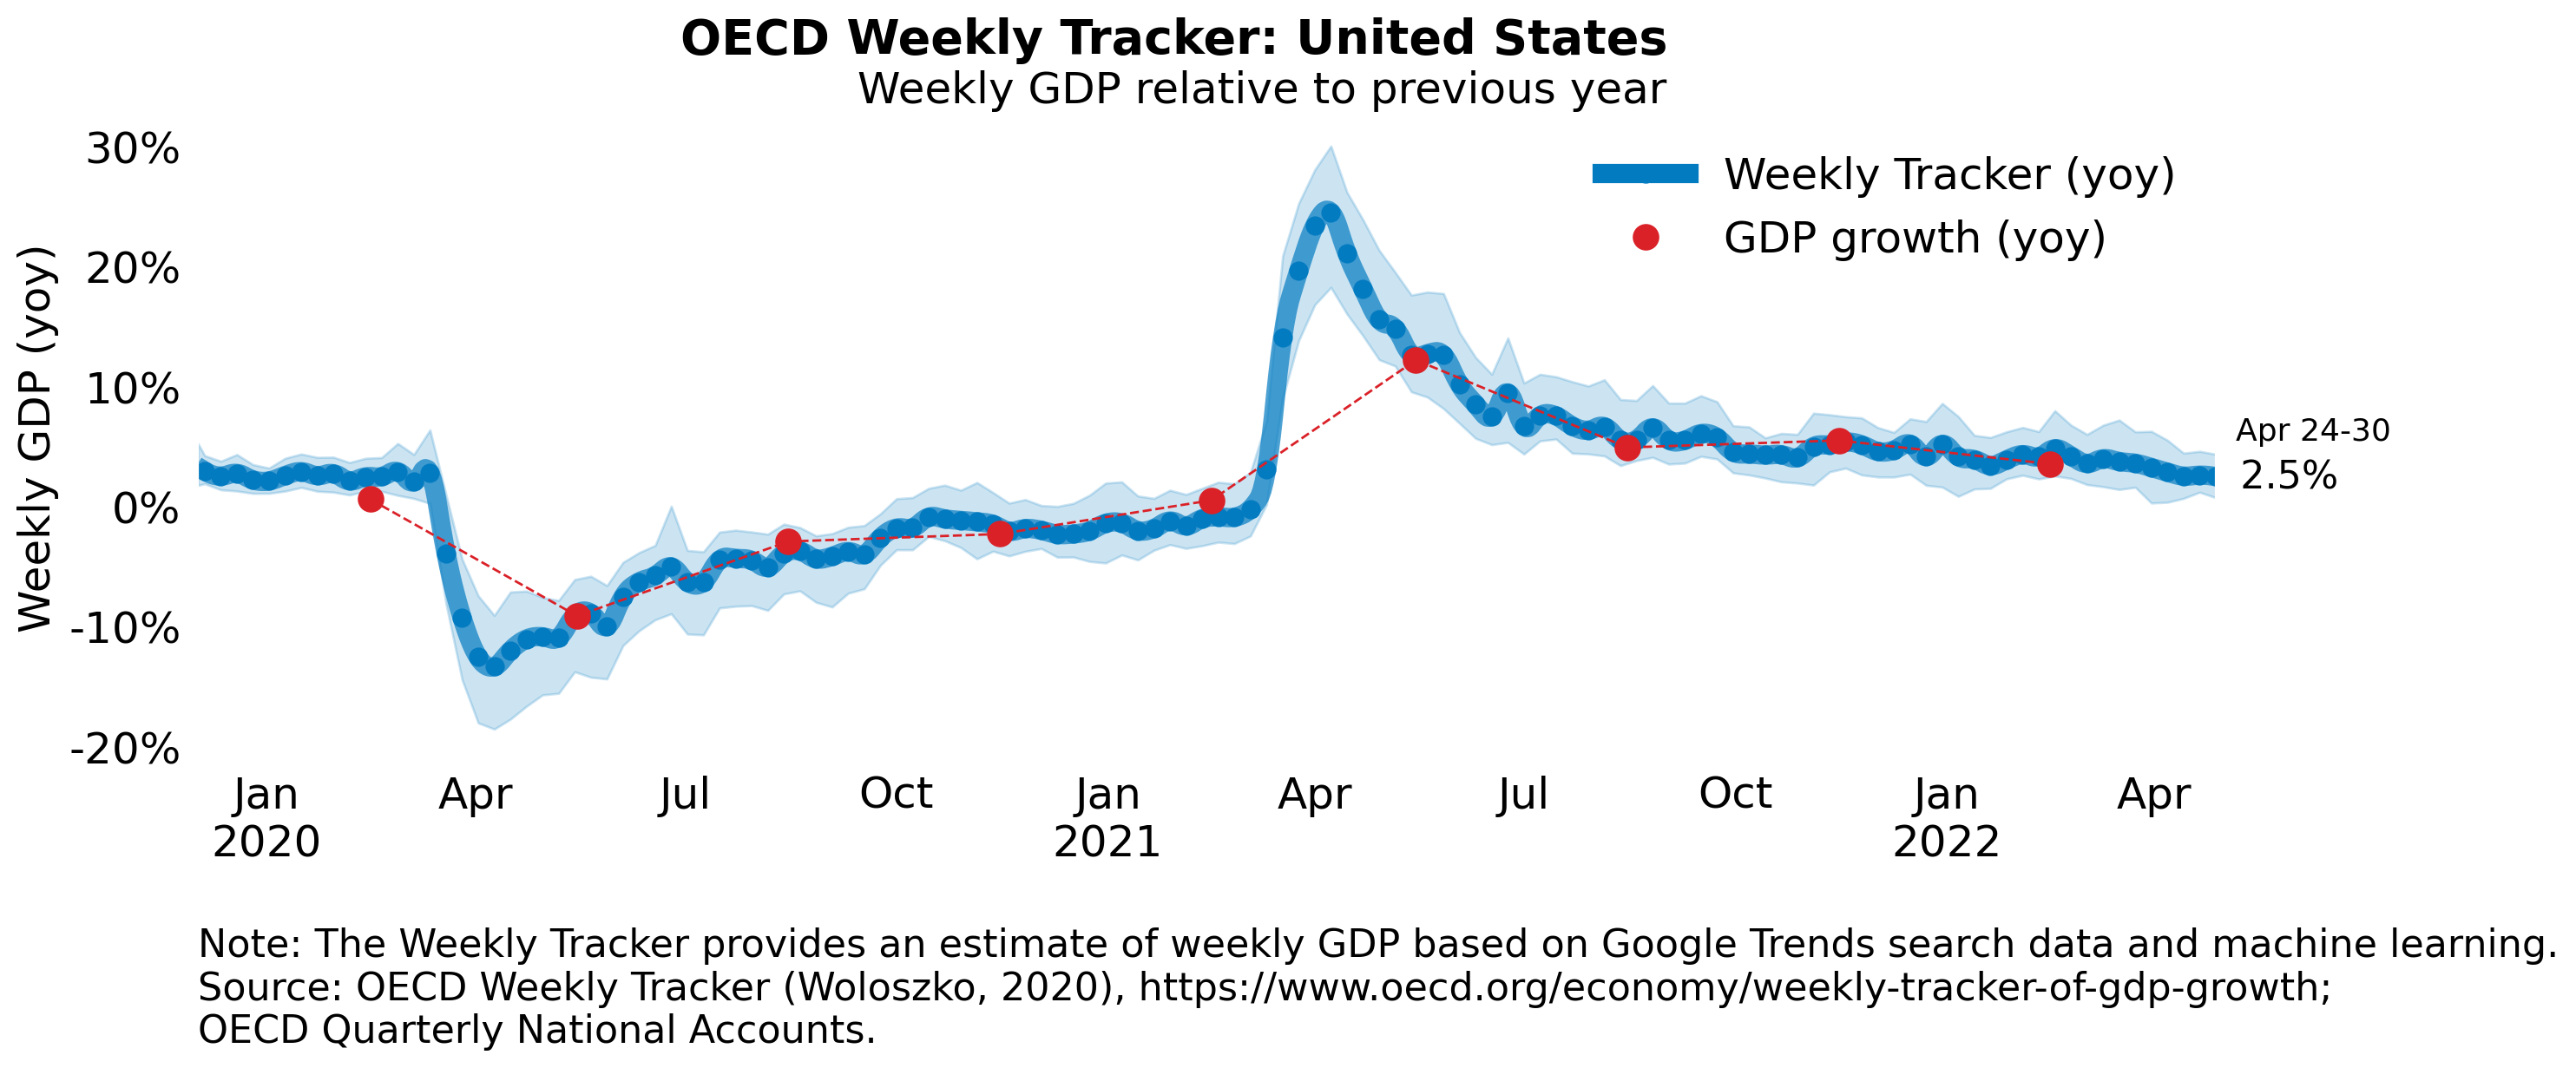 OECD Weekly Tracker: United States
Weekly GDP relative to previous year
Weekly GDP (yoy)
30%
20%
10%
0%
-10%
-20%
Weekly Tracker (yoy)
GDP growth (yoy)
Apr 24-30
2.5%
Jan Apr Jul Oct Jan Apr Jul Oct Jan Apr
2020 2021 2022
Note: The Weekly Tracker provides an estimate of weekly GDP based on Google Trends search data and machine learning.
Source: OECD Weekly Tracker (Woloszko, 2020), https://www.oecd.org/economy/weekly-tracker-of-gdp-growth;
OECD Quarterly National Accounts.